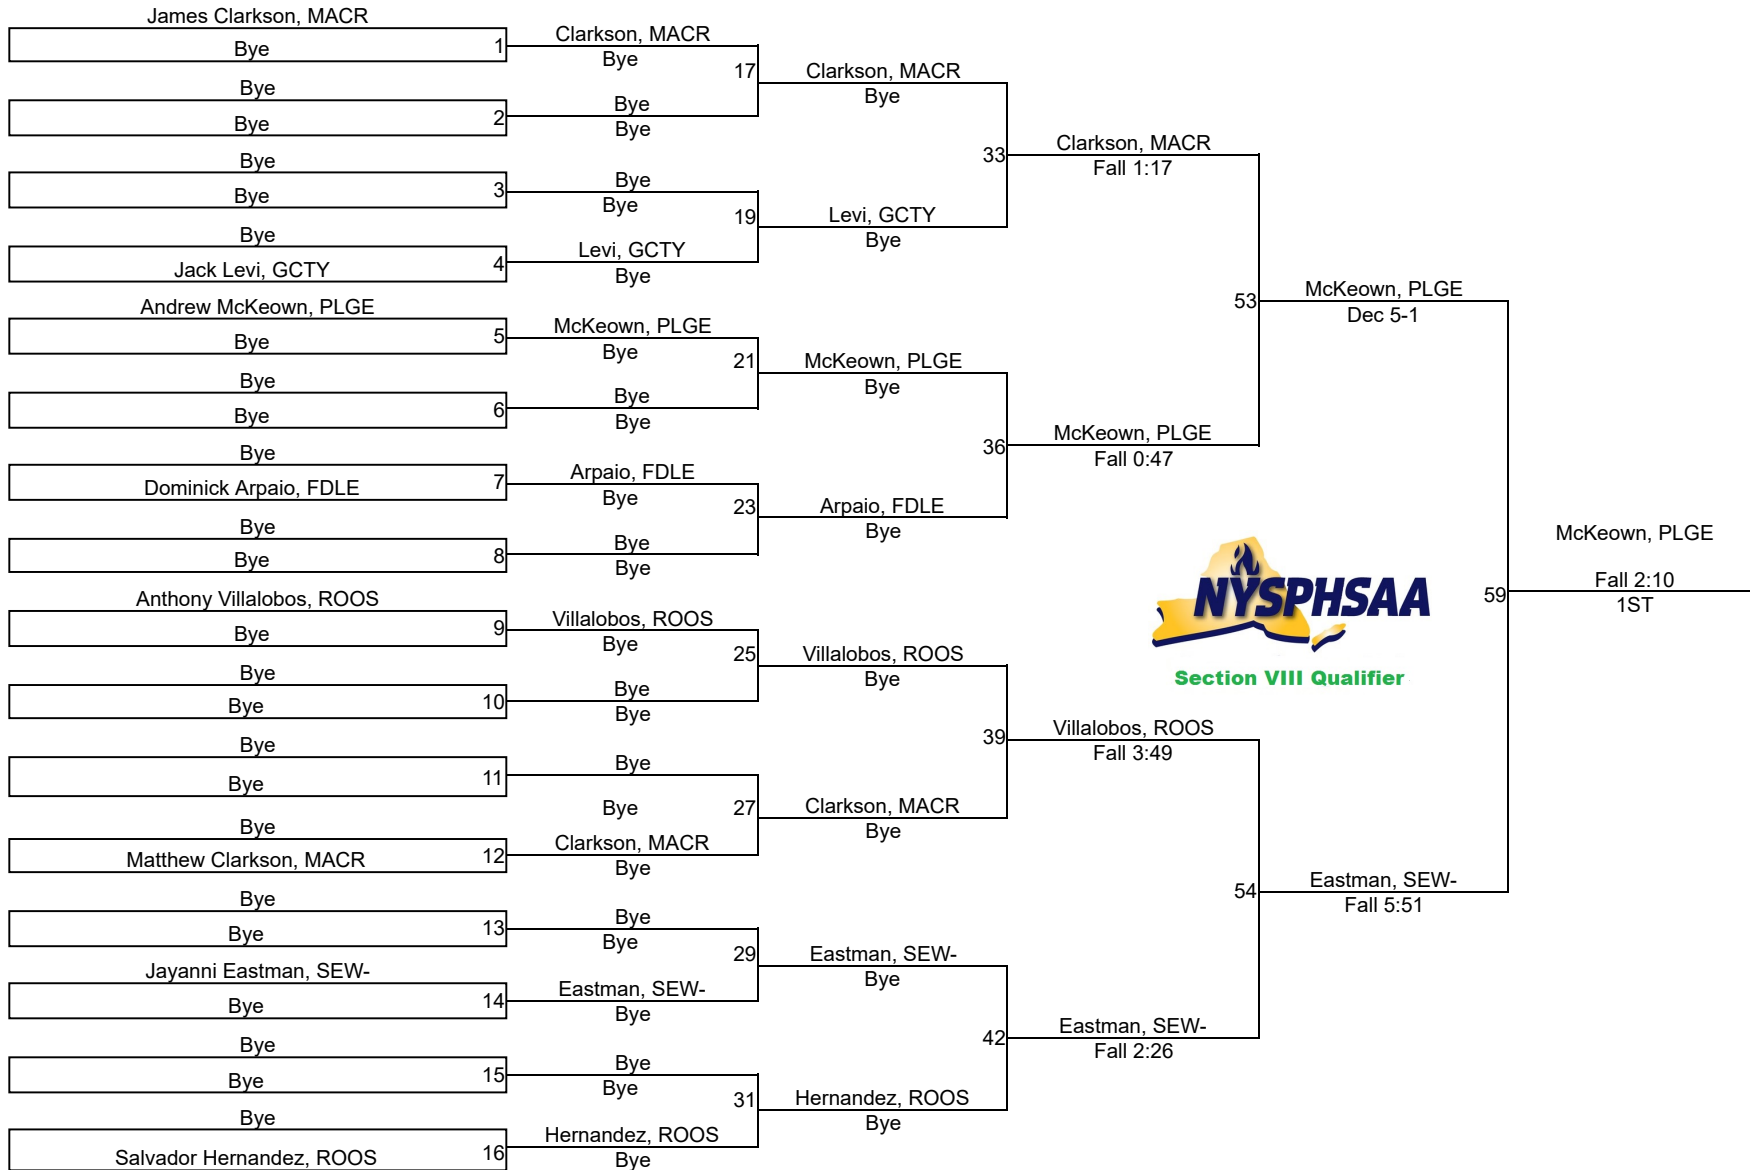 James Clarkson, MACR
Bye
1
Bye
Bye
2
Bye
Bye
3
Bye
Jack Levi, GCTY
4
Andrew McKeown, PLGE
Bye
5
Bye
Bye
6
Bye
Dominick Arpaio, FDLE
7
Bye
Bye
8
Anthony Villalobos, ROOS
Bye
9
Bye
Bye
10
Bye
Bye
11
Bye
Matthew Clarkson, MACR
12
Bye
Bye
13
Jayanni Eastman, SEW-
Bye
14
Bye
Bye
15
Bye
Salvador Hernandez, ROOS
16
Clarkson, MACR
Bye
17
Bye
Bye
Bye
Bye
19
Levi, GCTY
Bye
McKeown, PLGE
Bye
21
Bye
Bye
Arpaio, FDLE
Bye
23
Bye
Bye
Villalobos, ROOS
Bye
25
Bye
Bye
Bye
Bye
27
Clarkson, MACR
Bye
Bye
Bye
29
Eastman, SEW-
Bye
Bye
Bye
31
Hernandez, ROOS
Bye
Clarkson, MACR
Bye
33
Levi, GCTY
Bye
McKeown, PLGE
Bye
36
Arpaio, FDLE
Bye
Villalobos, ROOS
Bye
39
Clarkson, MACR
Bye
Eastman, SEW-
Bye
42
Hernandez, ROOS
Bye
Clarkson, MACR
Fall 1:17
53
McKeown, PLGE
Fall 0:47
Villalobos, ROOS
Fall 3:49
54
Eastman, SEW-
Fall 2:26
McKeown, PLGE
Dec 5-1
59
Eastman, SEW-
Fall 5:51
McKeown, PLGE
Fall 2:10
1ST
NYSPHSAA
Section VIII Qualifier